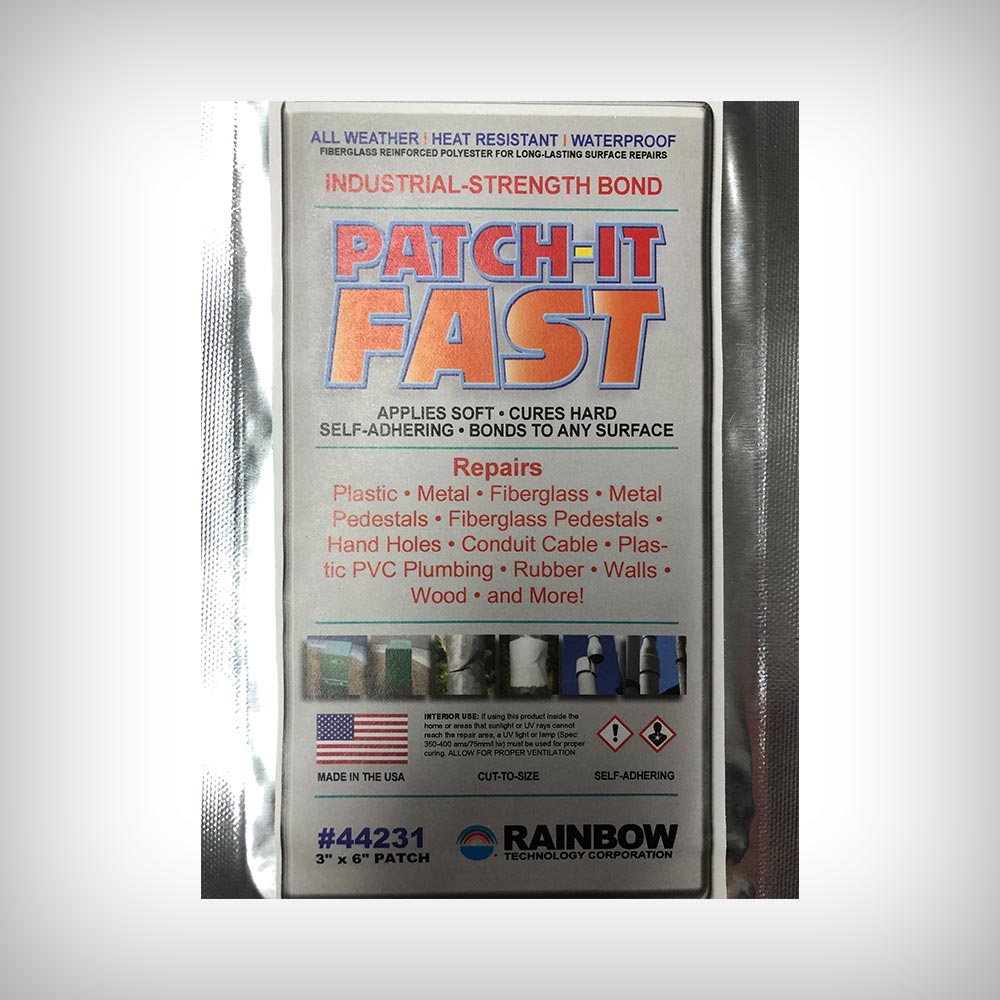 ALL WEATHER | HEAT RESISTANT | WATERPROOF
FIBERGLASS REINFORCED POLYESTER FOR LONG-LASTING SURFACE REPAIRS
INDUSTRIAL-STRENGTH BOND
PATCH-IT
FAST
APPLIES SOFT • CURES HARD
SELF-ADHERING • BONDS TO ANY SURFACE
Repairs
Plastic • Metal • Fiberglass • Metal
Pedestals • Fiberglass Pedestals •
Hand Holes • Conduit Cable • Plas-
tic PVC Plumbing • Rubber • Walls •
Wood • and More!
INTERIOR USE: If using this product inside the
home or areas that sunlight or UV rays cannot
reach the repair area, a UV light or lamp (Spec:
350-400 ams/75mm/l lw) must be used for proper
curing. ALLOW FOR PROPER VENTILATION.
MADE IN THE USA
CUT-TO-SIZE
SELF-ADHERING
#44231
3" x 6" PATCH
RAINBOW
TECHNOLOGY CORPORATION